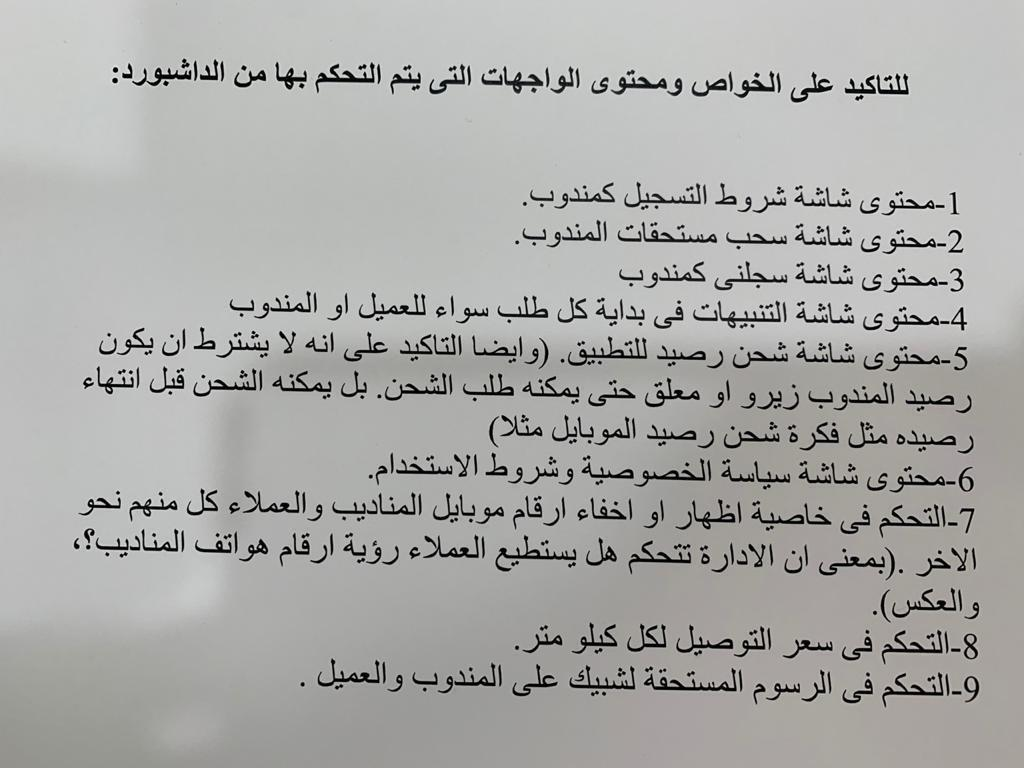 للتاكيد على الخواص ومحتوى الواجهات التى يتم التحكم بها من الداشبورد:
1-محتوى شاشة شروط التسجيل كمندوب.
2-محتوى شاشة سحب مستحقات المندوب.
3-محتوى شاشة سجلنى كمندوب
4-محتوى شاشة التنبيهات فى بداية كل طلب سواء للعميل او المندوب
5-محتوى شاشة شحن رصيد للتطبيق. (وايضا التاكيد على انه لا يشترط ان يكون
رصيد المندوب زيرو او معلق حتى يمكنه طلب الشحن. بل يمكنه الشحن قبل انتهاء
رصيده مثل فكرة شحن رصيد الموبايل مثلا)
6-محتوى شاشة سياسة الخصوصية وشروط الاستخدام.
7-التحكم فى خاصية اظهار او اخفاء ارقام موبايل المناديب والعملاء كل منهم نحو
الاخر .(بمعنى ان الادارة تتحكم هل يستطيع العملاء رؤية ارقام هواتف المناديب؟،
والعكس).
8-التحكم فى سعر التوصيل لكل كيلو متر.
9-التحكم فى الرسوم المستحقة لشبيك على المندوب والعميل .